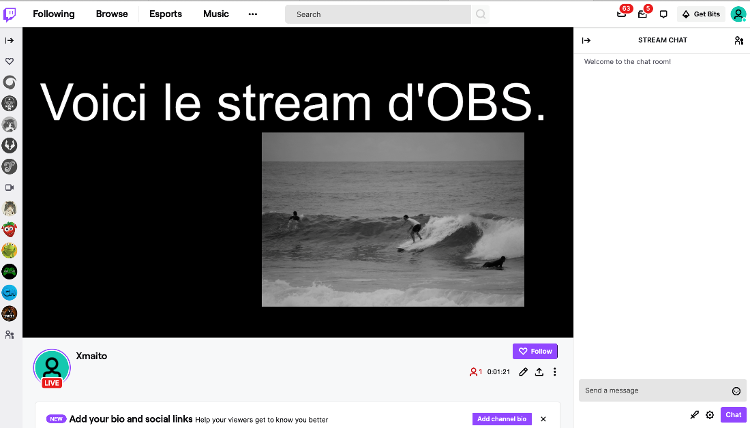 Following
Browse
Esports
Music
Search
63
5
Get Bits
STREAM CHAT
Welcome to the chat room!
Voici le stream d'OBS.
Xmaito
LIVE
Follow
1
0:01:21
NEW
Add your bio and social links Help your viewers get to know you better
Add channel bio
Send a message
Chat